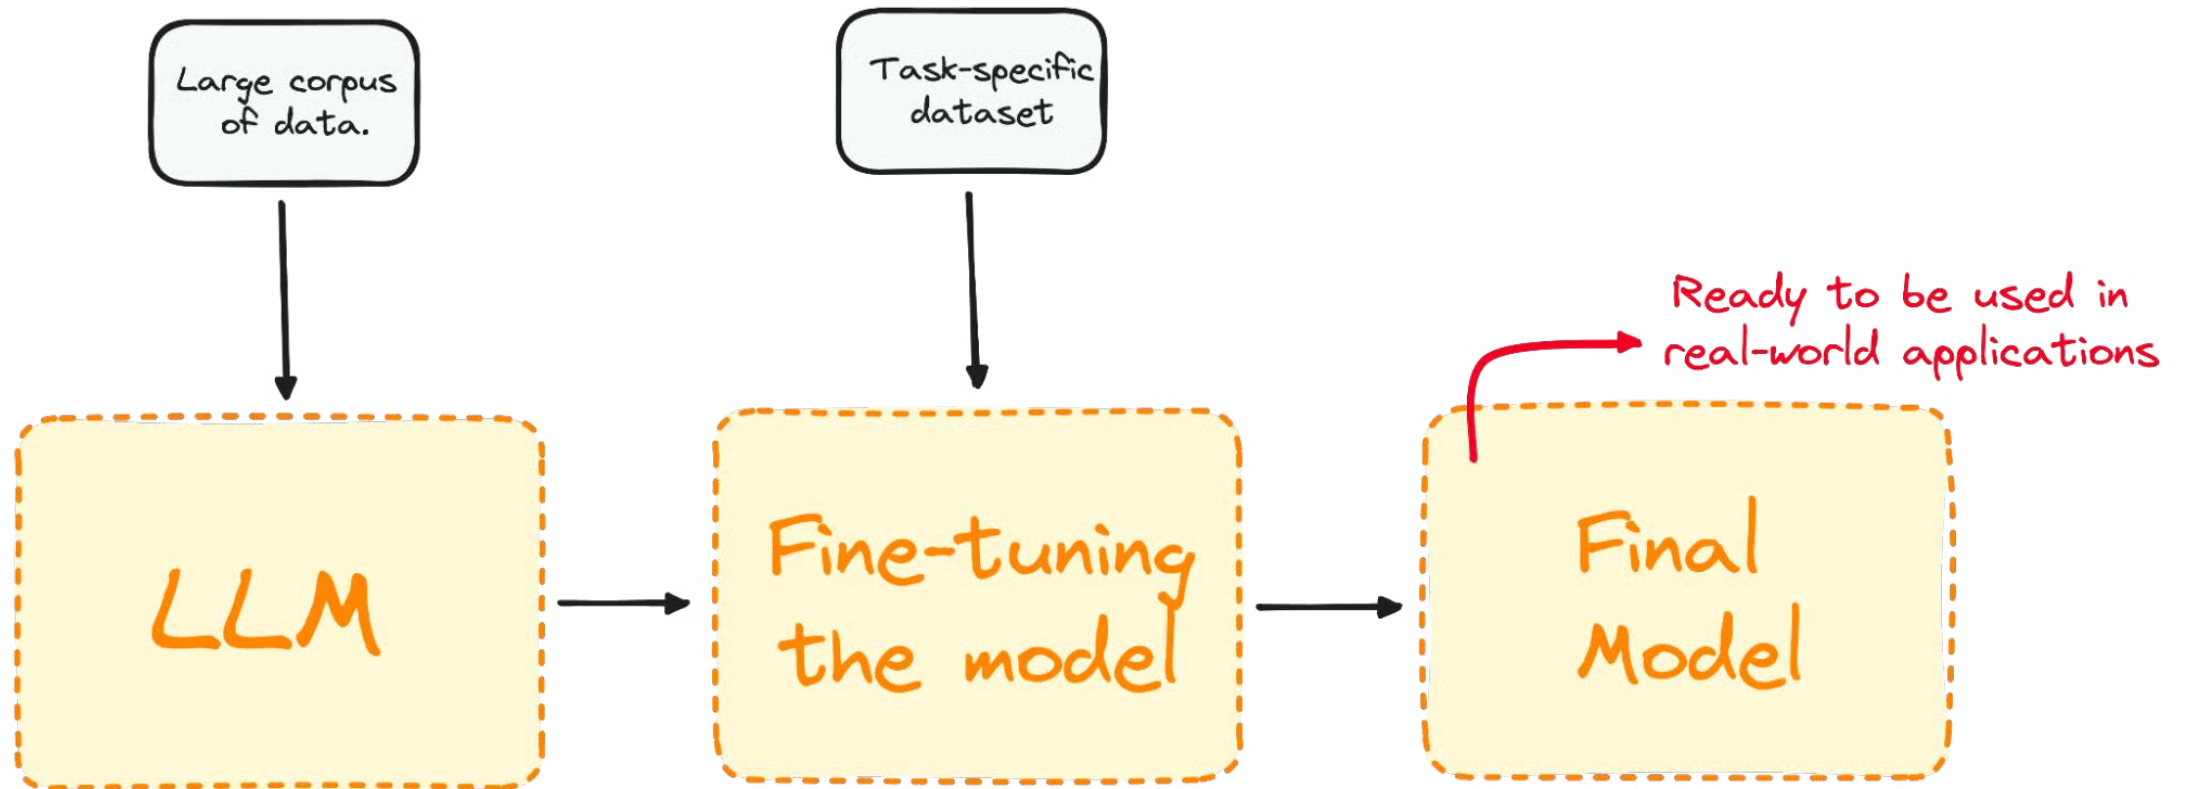 Large corpus
of data.
Task-specific
dataset
Ready to be used in
real-world applications
LLM
Fine-tuning
the model
Final
Model